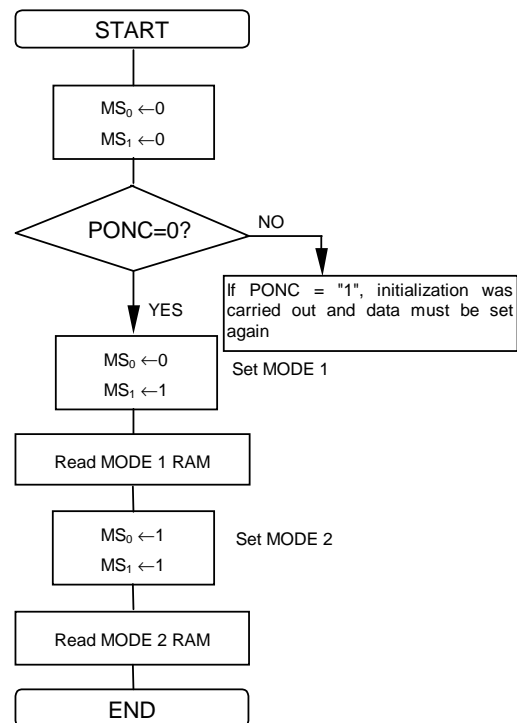 START
MS₀ ←0
MS₁ ←0
PONC=0?
NO
If PONC = "1", initialization was
carried out and data must be set
again
YES
MS₀ ←0
MS₁ ←1
Set MODE 1
Read MODE 1 RAM
MS₀ ←1
MS₁ ←1
Set MODE 2
Read MODE 2 RAM
END